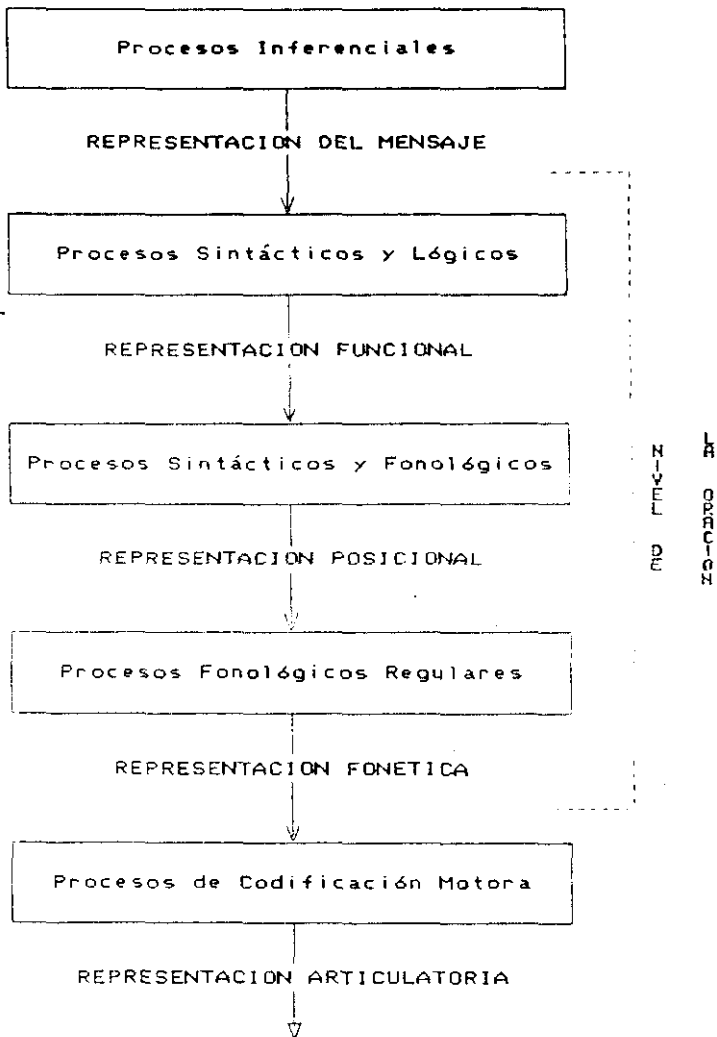 Procesos Inferenciales
REPRESENTACION DEL MENSAJE
Procesos Sintácticos y Lógicos
REPRESENTACION FUNCIONAL
Procesos Sintácticos y Fonológicos
REPRESENTACION POSICIONAL
Procesos Fonológicos Regulares
REPRESENTACION FONETICA
Procesos de Codificación Motora
REPRESENTACION ARTICULATORIA
NIVEL DE
LA ORACION